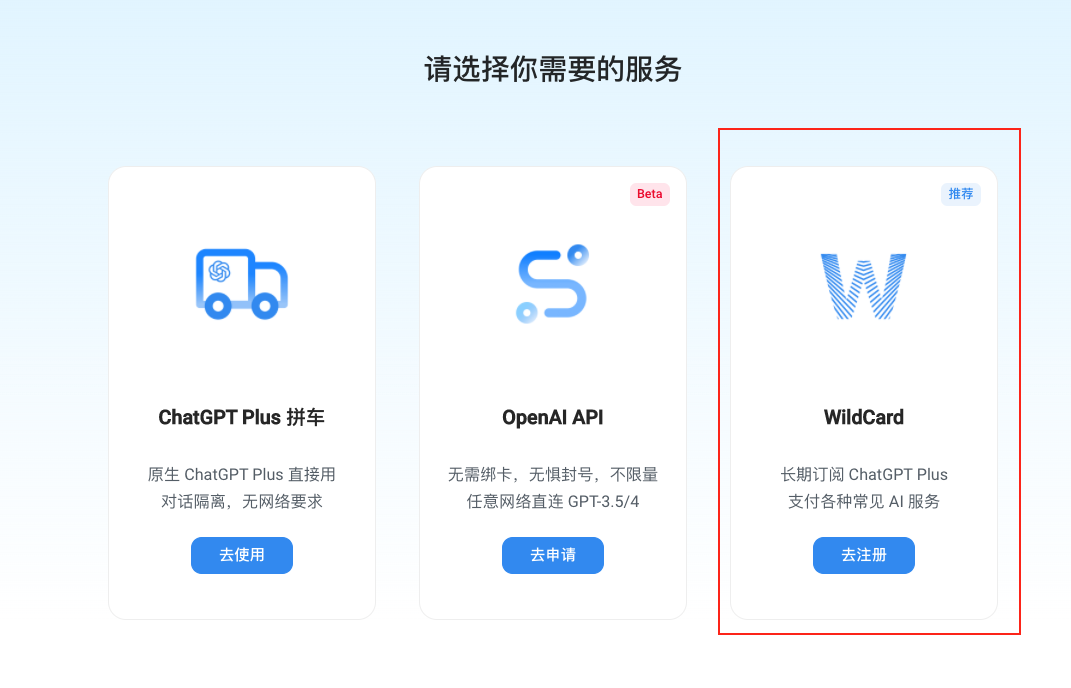 请选择你需要的服务
ChatGPT Plus 拼车
原生 ChatGPT Plus 直接用
对话隔离，无网络要求
去使用
Beta
OpenAI API
无需绑卡，无惧封号，不限量
任意网络直连 GPT-3.5/4
去申请
推荐
WildCard
长期订阅 ChatGPT Plus
支付各种常见 AI 服务
去注册